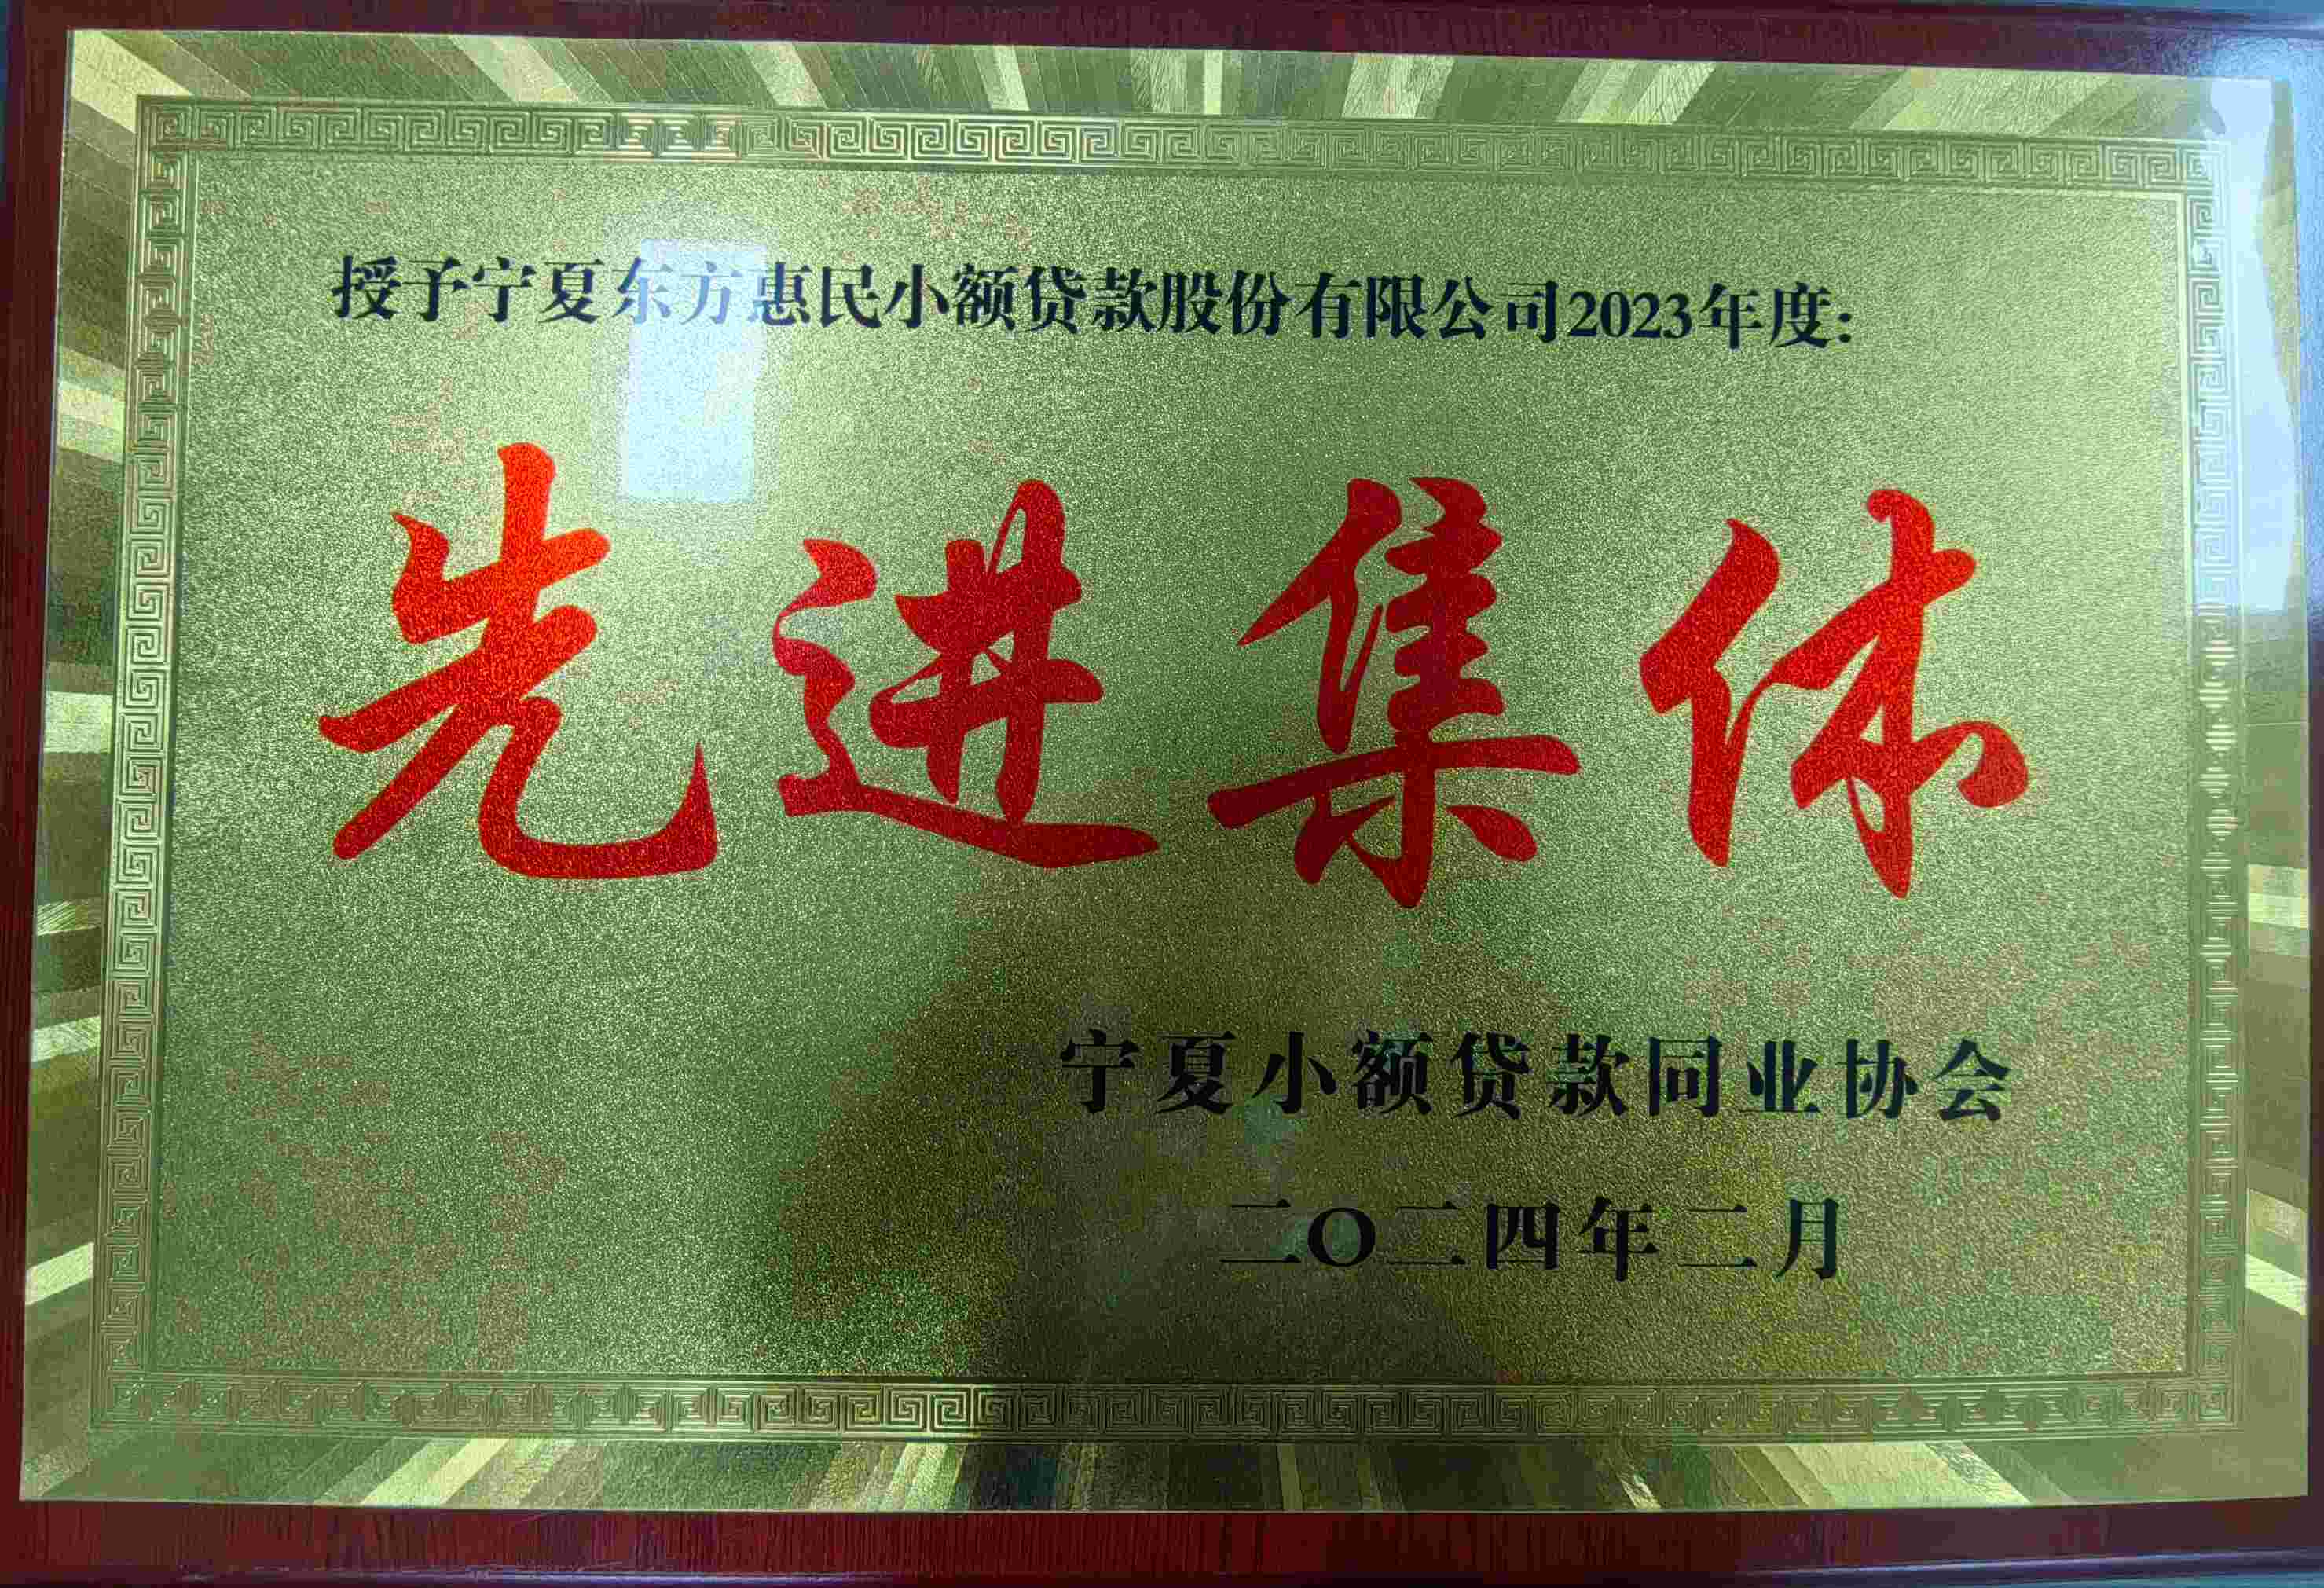 授予宁夏东方惠民小额贷款股份有限公司2023年度:
先进集体
宁夏小额贷款同业协会
二O二四年二月